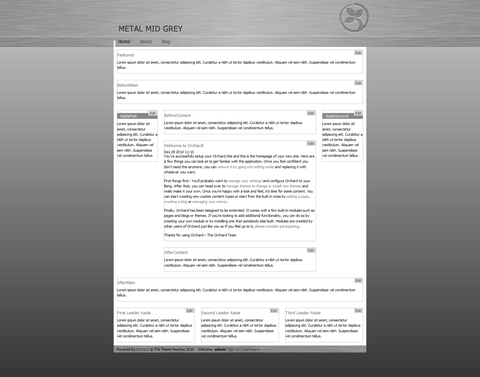 METAL MID GREY
Home About Blog
Featured
Edit
Lorem ipsum dolor sit amet, consectetur adipiscing elit. Curabitur a nibh ut tortor dapibus vestibulum. Aliquam vel sem nibh. Suspendisse vel condimentum
tellus.
BeforeMain
Edit
Lorem ipsum dolor sit amet, consectetur adipiscing elit. Curabitur a nibh ut tortor dapibus vestibulum. Aliquam vel sem nibh. Suspendisse vel condimentum
tellus.
AsideFirst
Edit
Lorem ipsum dolor sit
amet, consectetur
adipiscing elit. Curabitur a
nibh ut tortor dapibus
vestibulum. Aliquam vel
sem nibh. Suspendisse vel
condimentum tellus.
BeforeContent
Edit
Lorem ipsum dolor sit amet, consectetur adipiscing elit. Curabitur a nibh ut tortor dapibus
vestibulum. Aliquam vel sem nibh. Suspendisse vel condimentum tellus.
Welcome to Orchard!
Edit
You've successfully setup your Orchard Site and this is the homepage of your new site. Here are
a few things you can look at to get familiar with the application. Once you feel confident you
don't need this anymore, you can remove it by going into editing mode and replacing it with
whatever you want.
First things first - You'll probably want to manage your settings and configure Orchard to your
liking. After that, you can head over to manage themes to change or install new themes and
really make it your own. Once you're happy with a look and feel, it's time for some content. You
can start creating new custom content types or start from the built-in ones by adding a page,
creating a blog or managing your menus.
Finally, Orchard has been designed to be extended. It comes with a few built-in modules such as
pages and blogs or themes. If you're looking to add additional functionality, you can do so by
creating your own module or by installing one that somebody else built. Modules are created by
other users of Orchard just like you so if you feel up to it, please consider participating.
Thanks for using Orchard – The Orchard Team
AsideSecond
Edit
Lorem ipsum dolor sit
amet, consectetur
adipiscing elit. Curabitur a
nibh ut tortor dapibus
vestibulum. Aliquam vel
sem nibh. Suspendisse vel
condimentum tellus.
AfterContent
Edit
Lorem ipsum dolor sit amet, consectetur adipiscing elit. Curabitur a nibh ut tortor dapibus
vestibulum. Aliquam vel sem nibh. Suspendisse vel condimentum tellus.
AfterMain
Edit
Lorem ipsum dolor sit amet, consectetur adipiscing elit. Curabitur a nibh ut tortor dapibus vestibulum. Aliquam vel sem nibh. Suspendisse vel condimentum
tellus.
First Leader Aside
Edit
Lorem ipsum dolor sit amet, consectetur
adipiscing elit. Curabitur a nibh ut tortor dapibus
vestibulum. Aliquam vel sem nibh. Suspendisse
vel condimentum tellus.
Second Leader Aside
Edit
Lorem ipsum dolor sit amet, consectetur
adipiscing elit. Curabitur a nibh ut tortor dapibus
vestibulum. Aliquam vel sem nibh. Suspendisse
vel condimentum tellus.
Third Leader Aside
Edit
Lorem ipsum dolor sit amet, consectetur
adipiscing elit. Curabitur a nibh ut tortor dapibus
vestibulum. Aliquam vel sem nibh. Suspendisse
vel condimentum tellus.
Powered by Orchard © The Theme Machine 2010 Welcome, admin! Sign Out Dashboard